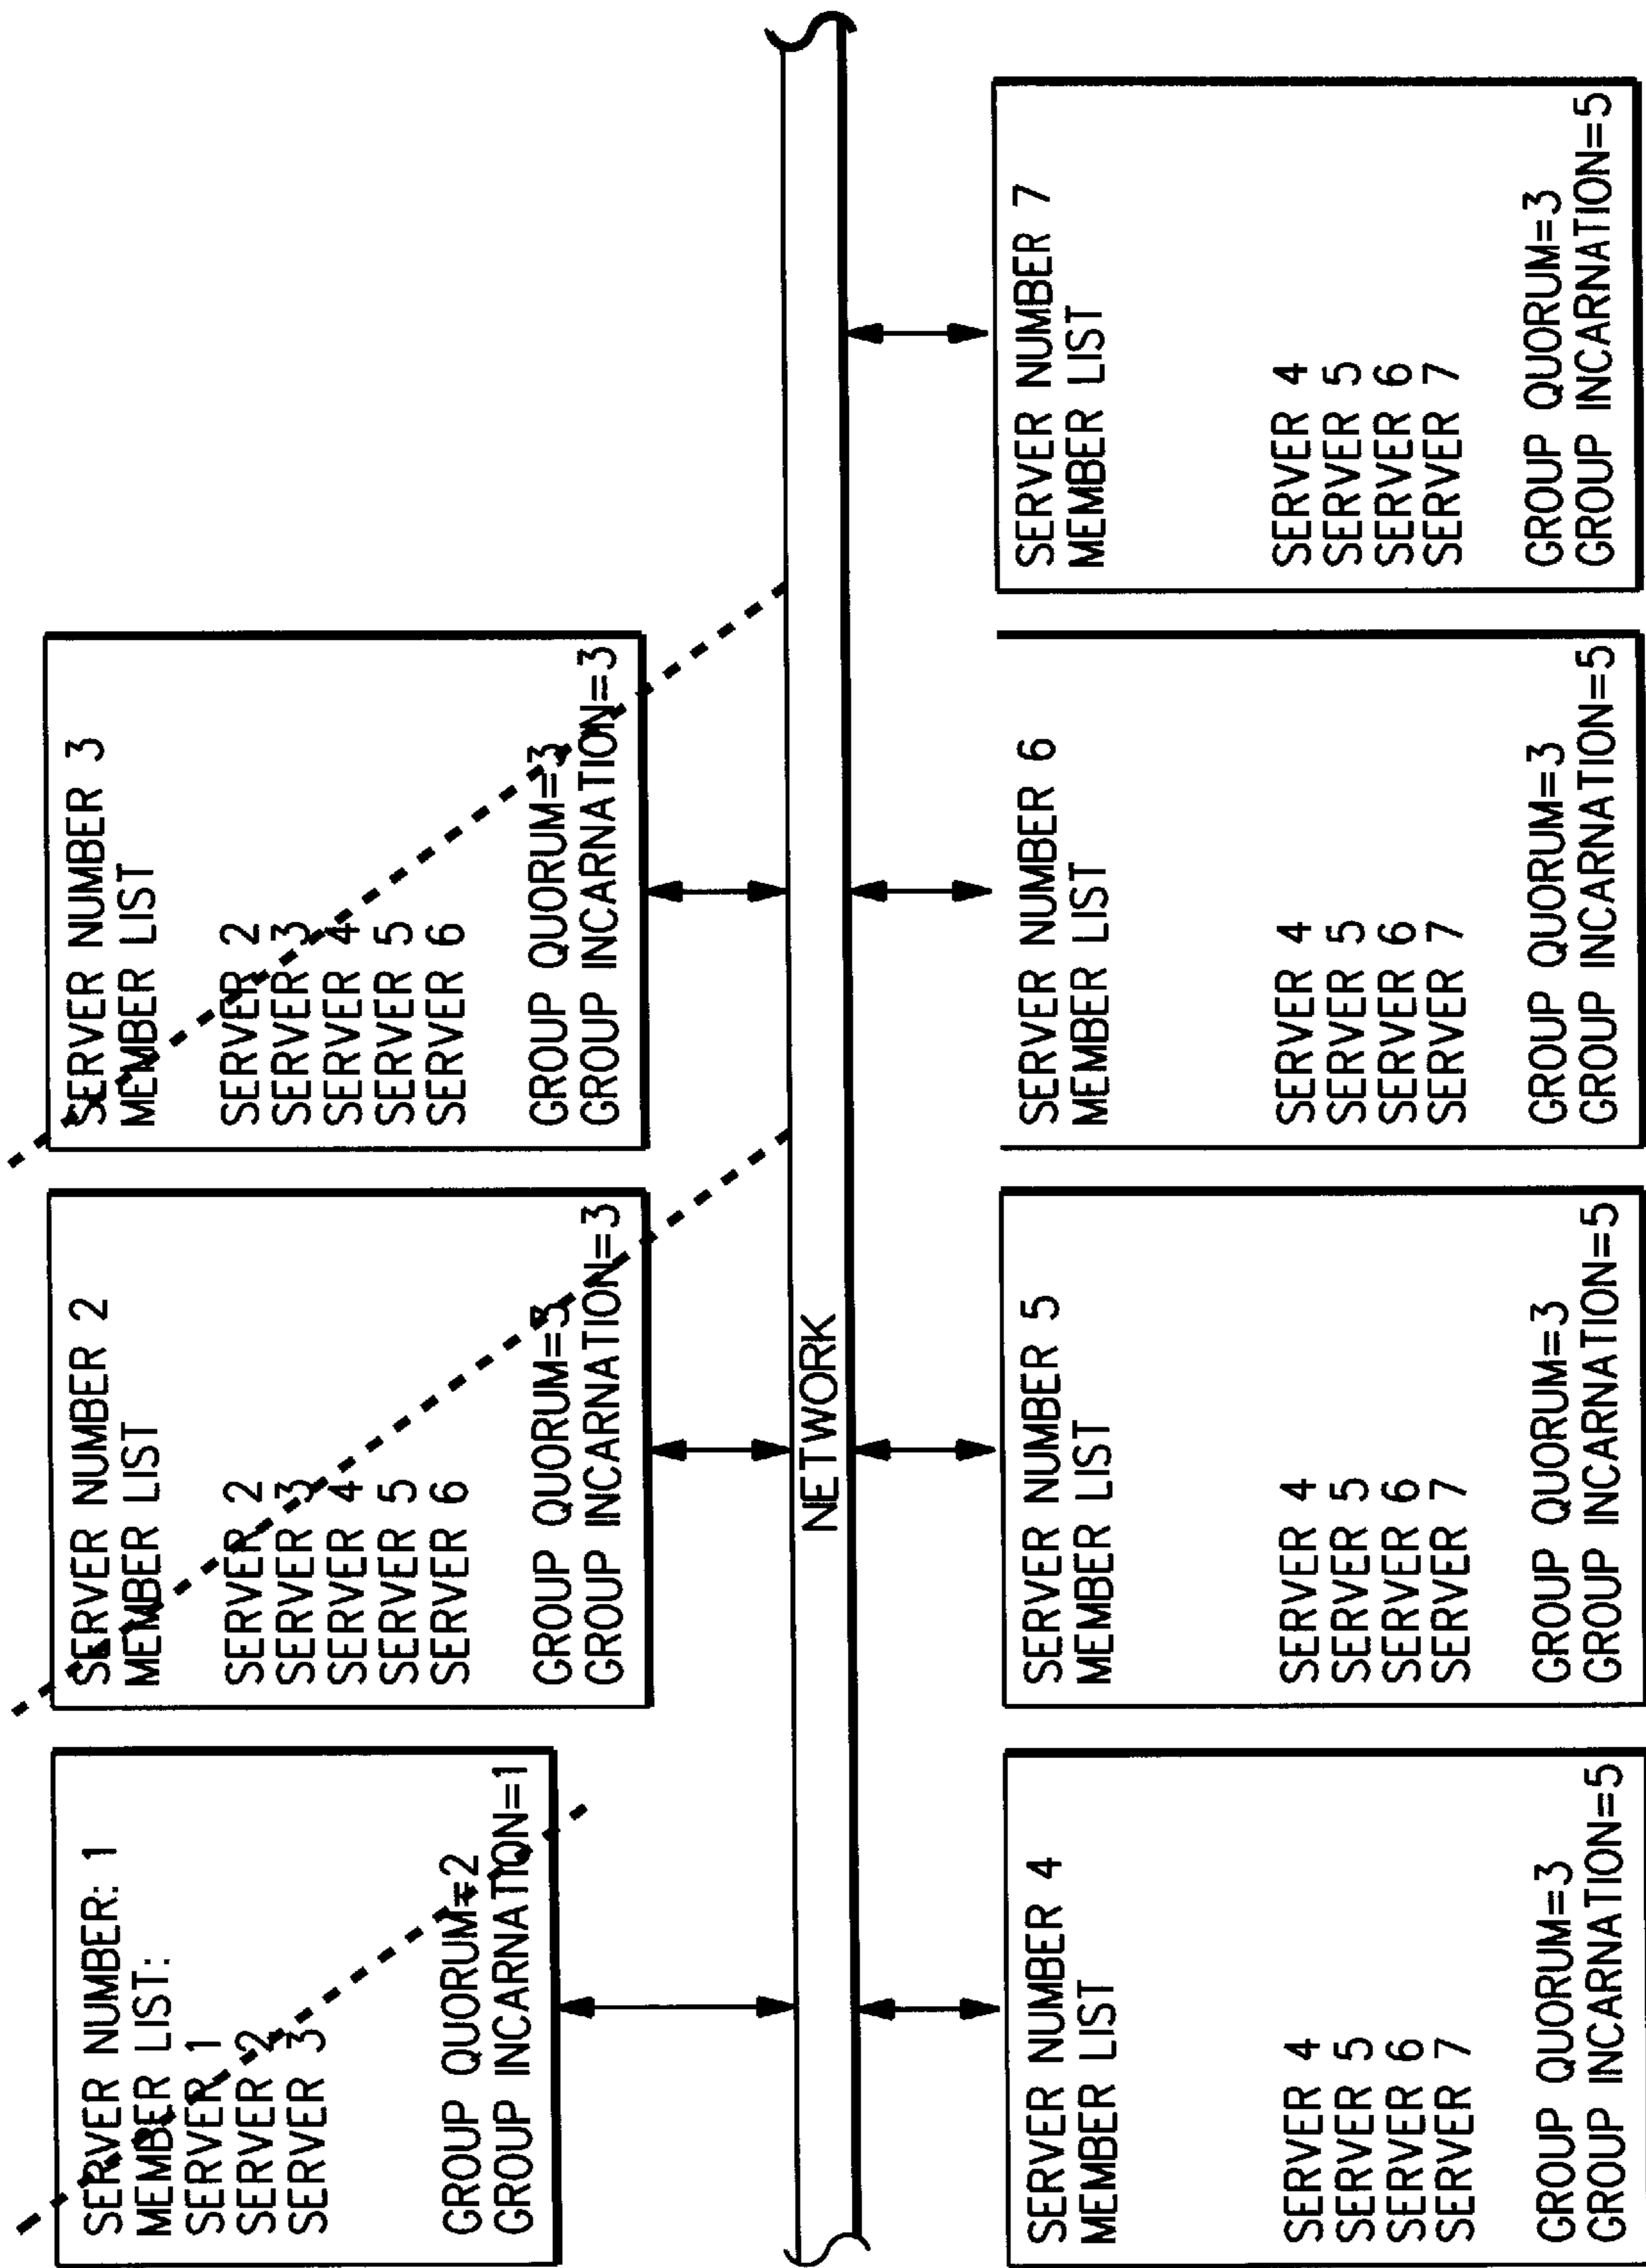 SERVER NUMBER: 1
MEMBER LIST:
SERVER 1
SERVER 2
SERVER 3
GROUP QUORUM=2
GROUP INCARNATION=1
SERVER NUMBER 2
MEMBER LIST
SERVER 2
SERVER 3
SERVER 4
SERVER 5
SERVER 6
GROUP QUORUM=3
GROUP INCARNATION=3
SERVER NUMBER 3
MEMBER LIST
SERVER 2
SERVER 3
SERVER 4
SERVER 5
SERVER 6
GROUP QUORUM=3
GROUP INCARNATION=3
NETWORK
SERVER NUMBER 4
MEMBER LIST
SERVER 4
SERVER 5
SERVER 6
SERVER 7
GROUP QUORUM=3
GROUP INCARNATION=5
SERVER NUMBER 5
MEMBER LIST
SERVER 4
SERVER 5
SERVER 6
SERVER 7
GROUP QUORUM=3
GROUP INCARNATION=5
SERVER NUMBER 6
MEMBER LIST
SERVER 4
SERVER 5
SERVER 6
SERVER 7
GROUP QUORUM=3
GROUP INCARNATION=5
SERVER NUMBER 7
MEMBER LIST
SERVER 4
SERVER 5
SERVER 6
SERVER 7
GROUP QUORUM=3
GROUP INCARNATION=5